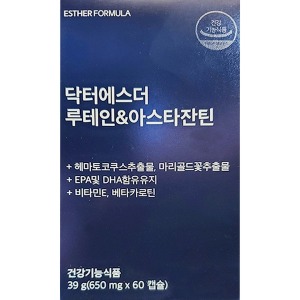 ESTHER FORMULA
건강
기능식품
닥터에스더
루테인&아스타잔틴
+ 헤마토코쿠스추출물, 마리골드꽃추출물
+ EPA및 DHA함유유지
+ 비타민E, 베타카로틴
건강기능식품
39 g(650 mg x 60 캡슐)